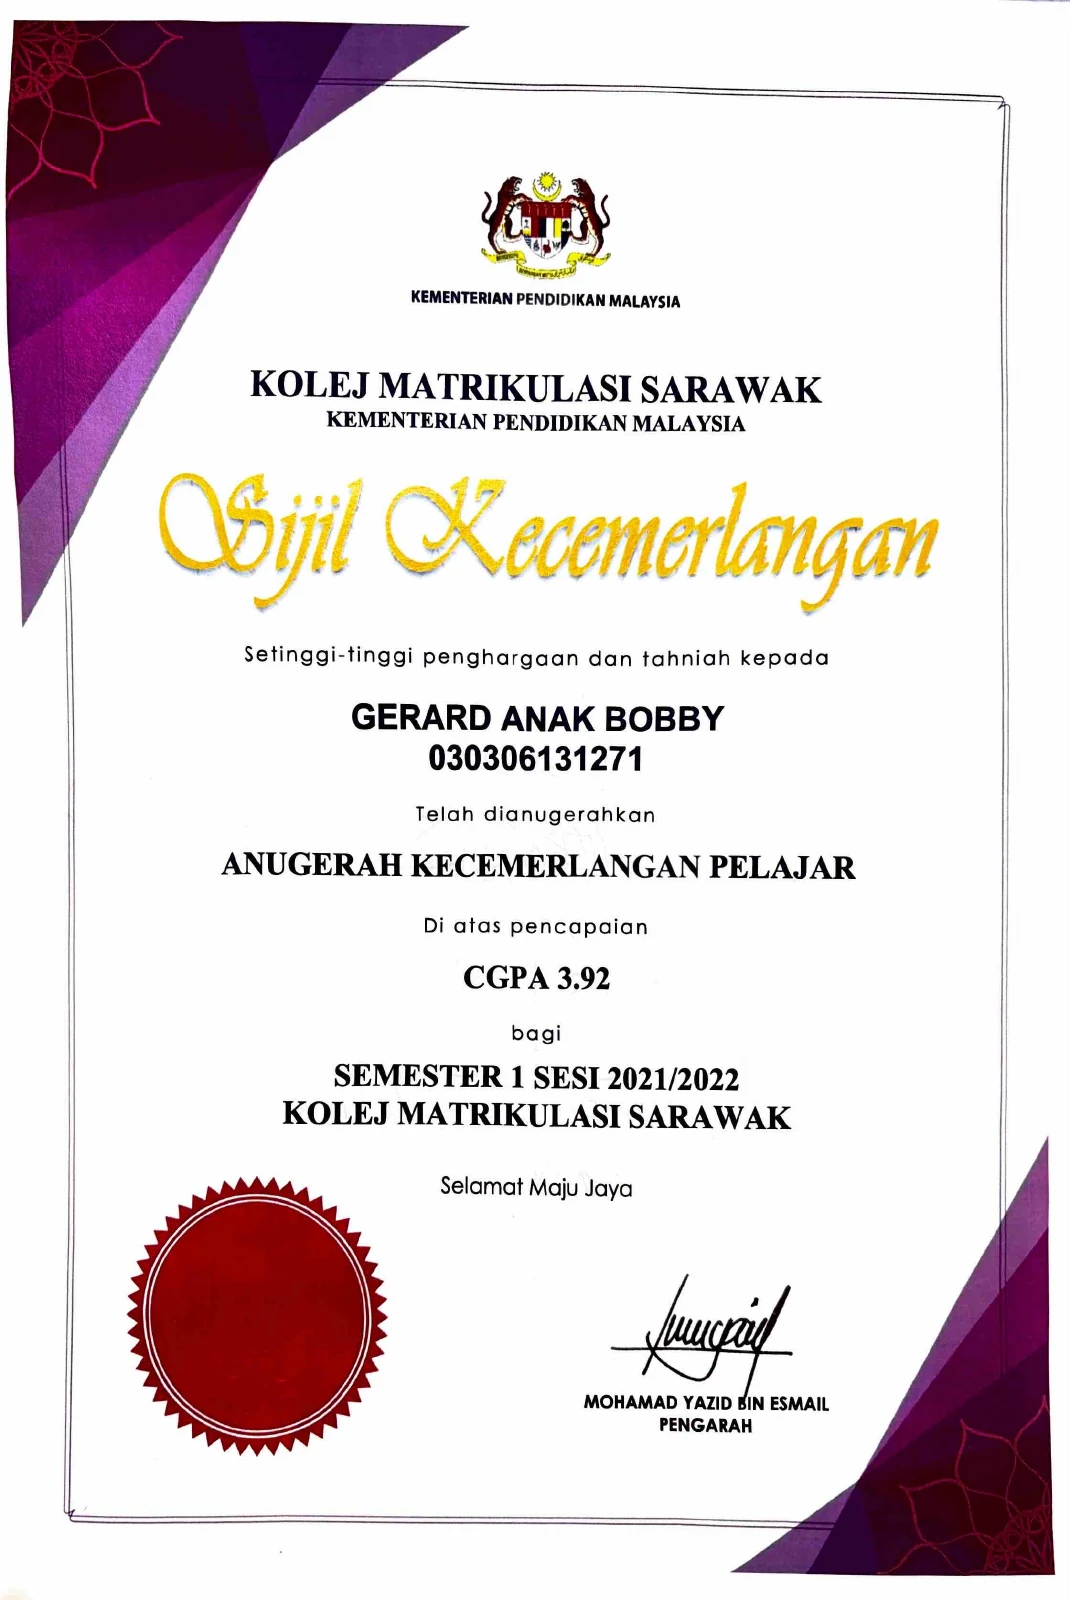 KEMENTERIAN PENDIDIKAN MALAYSIA
KOLEJ MATRIKULASI SARAWAK
KEMENTERIAN PENDIDIKAN MALAYSIA
Sijil Kecemerlangan
Setinggi-tinggi penghargaan dan tahniah kepada
GERARD ANAK BOBBY
030306131271
Telah dianugerahkan
ANUGERAH KECEMERLANGAN PELAJAR
Di atas pencapaian
CGPA 3.92
bagi
SEMESTER 1 SESI 2021/2022
KOLEJ MATRIKULASI SARAWAK
Selamat Maju Jaya
MOHAMAD YAZID BIN ESMAIL
PENGARAH